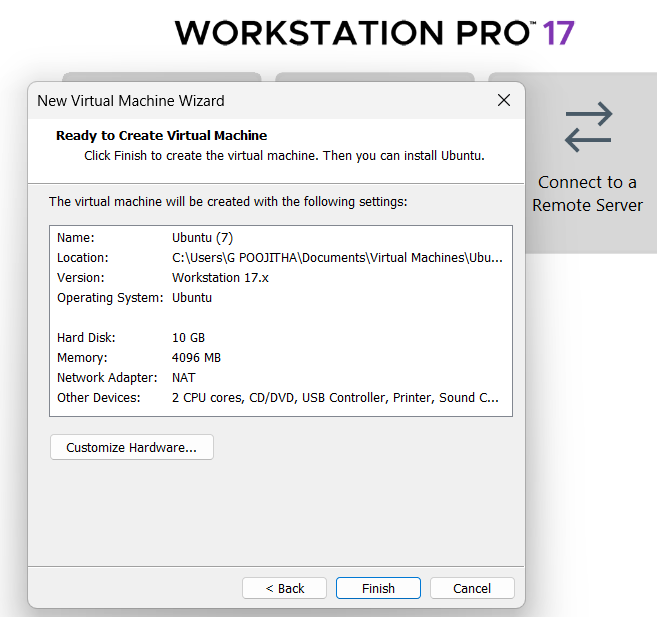 WORKSTATION PRO™ 17
New Virtual Machine Wizard
Ready to Create Virtual Machine
Click Finish to create the virtual machine. Then you can install Ubuntu.
The virtual machine will be created with the following settings:
Name: Ubuntu (7)
Location: C:\Users\G POOJITHA\Documents\Virtual Machines\Ubu...
Version: Workstation 17.x
Operating System: Ubuntu
Hard Disk: 10 GB
Memory: 4096 MB
Network Adapter: NAT
Other Devices: 2 CPU cores, CD/DVD, USB Controller, Printer, Sound C...
Customize Hardware...
< Back Finish Cancel
Connect to a
Remote Server